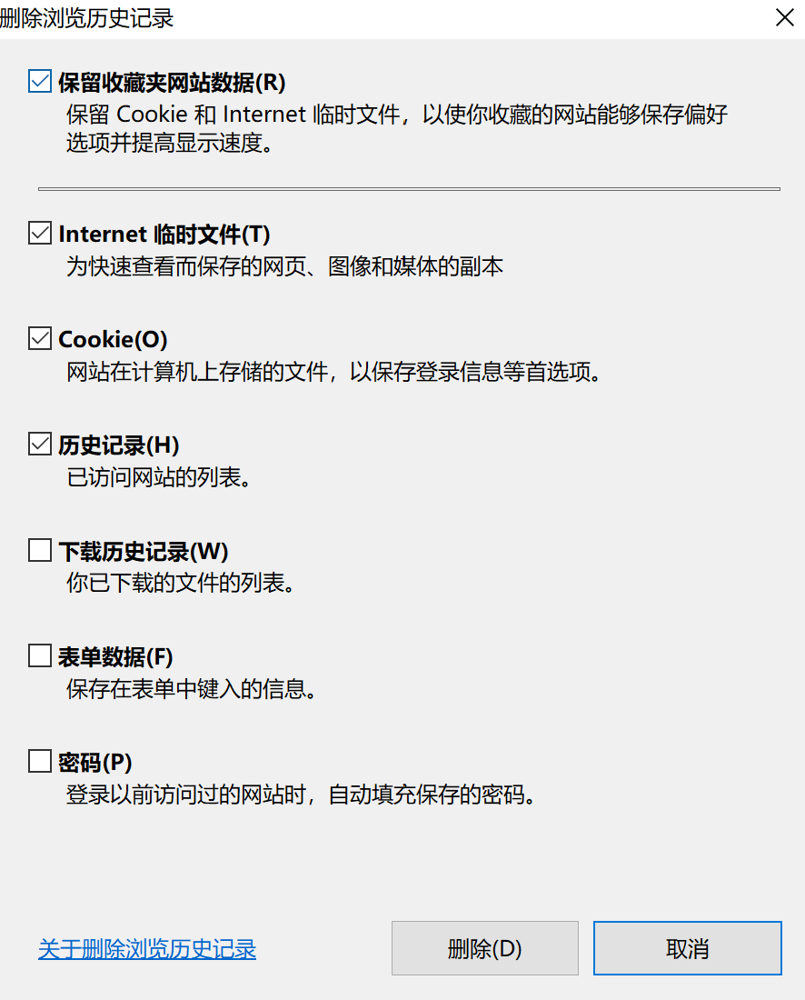 删除浏览历史记录
保留收藏夹网站数据(R)
保留 Cookie 和 Internet 临时文件，以使你收藏的网站能够保存偏好
选项并提高显示速度。
Internet 临时文件(T)
为快速查看而保存的网页、图像和媒体的副本
Cookie(O)
网站在计算机上存储的文件，以保存登录信息等首选项。
历史记录(H)
已访问网站的列表。
下载历史记录(W)
你已下载的文件的列表。
表单数据(F)
保存在表单中键入的信息。
密码(P)
登录以前访问过的网站时，自动填充保存的密码。
关于删除浏览历史记录
删除(D)
取消